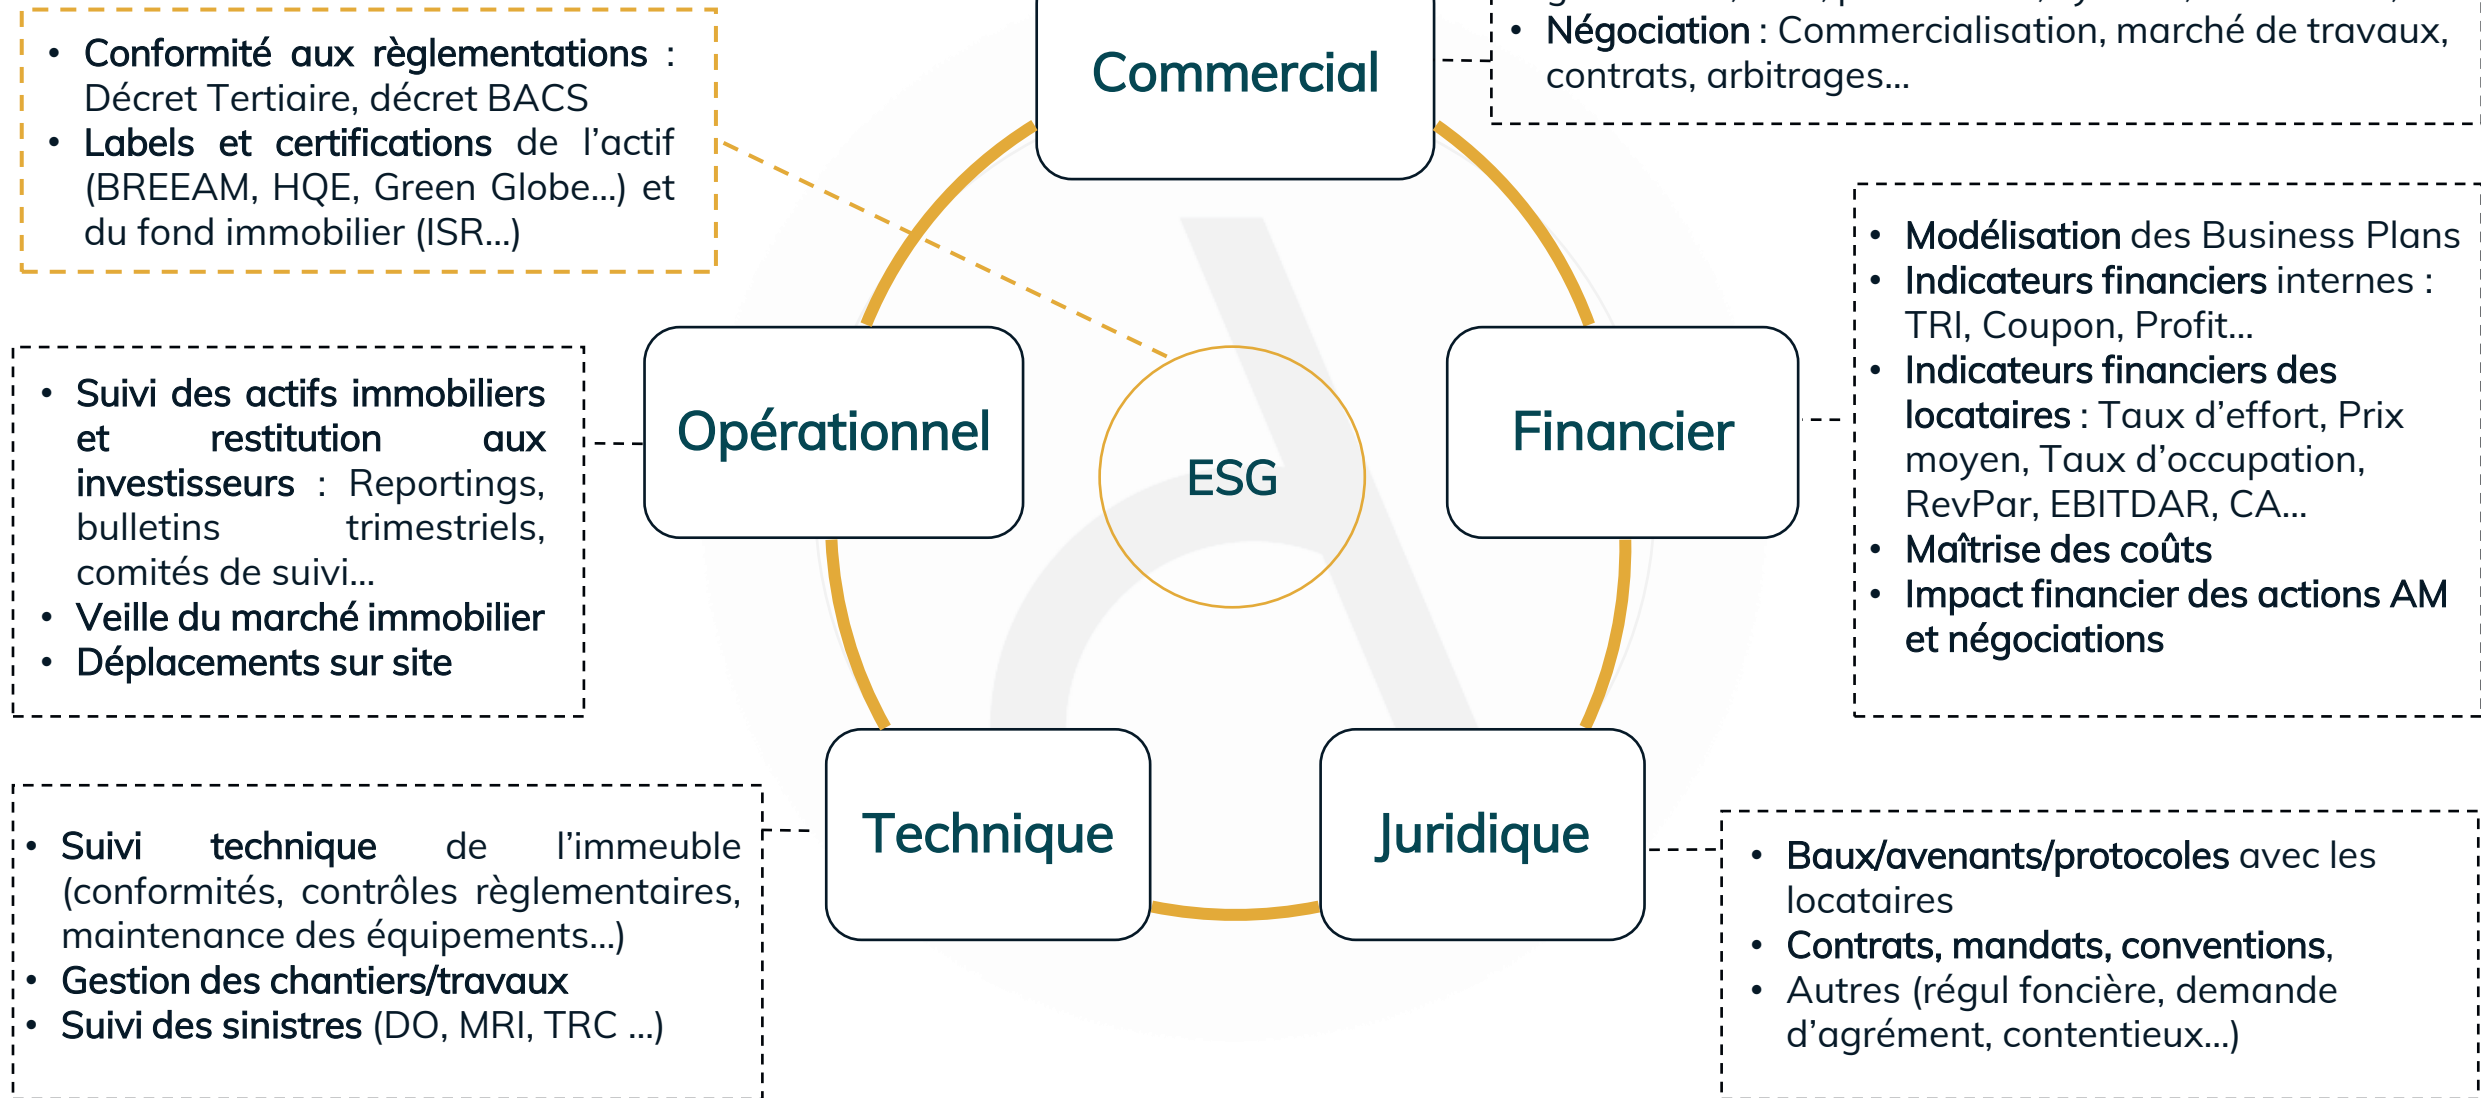 Commercial
• Négociation : Commercialisation, marché de travaux,
contrats, arbitrages...
• Conformité aux règlementations :
Décret Tertiaire, décret BACS
• Labels et certifications de l’actif
(BREEAM, HQE, Green Globe...) et
du fond immobilier (ISR...)
• Modélisation des Business Plans
• Indicateurs financiers internes :
TRI, Coupon, Profit...
• Indicateurs financiers des
locataires : Taux d’effort, Prix
moyen, Taux d’occupation,
RevPar, EBITDAR, CA...
• Maîtrise des coûts
• Impact financier des actions AM
et négociations
Opérationnel
ESG
Financier
• Suivi des actifs immobiliers
et restitution aux
investisseurs : Reportings,
bulletins trimestriels,
comités de suivi...
• Veille du marché immobilier
• Déplacements sur site
Technique
Juridique
• Suivi technique de l’immeuble
(conformités, contrôles règlementaires,
maintenance des équipements...)
• Gestion des chantiers/travaux
• Suivi des sinistres (DO, MRI, TRC ...)
• Baux/avenants/protocoles avec les
locataires
• Contrats, mandats, conventions,
• Autres (régul foncière, demande
d’agrément, contentieux...)